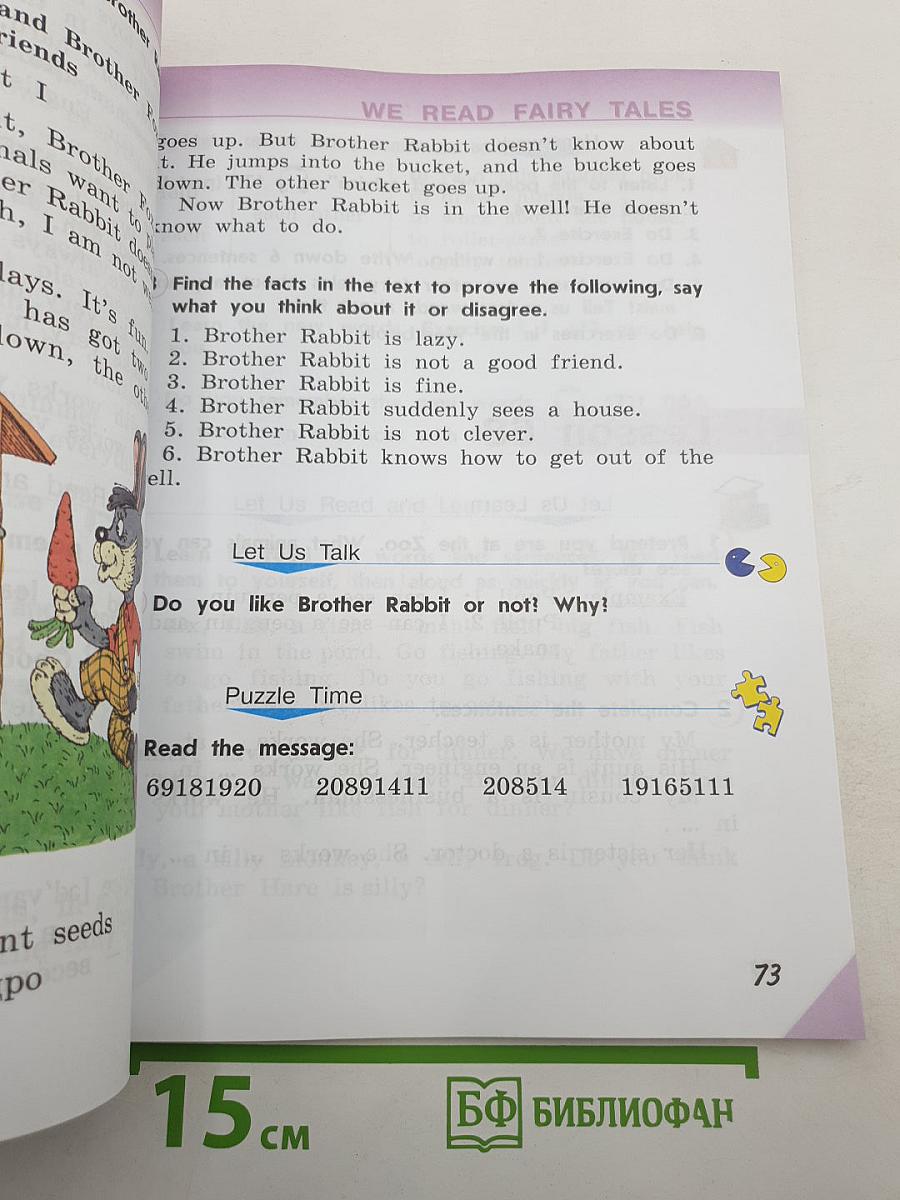 other
and Brother
riends
t I
t, Brother
nals want to
er Rabbit
h, I am not
lays. It's fun.
has got two
down, the
nt seeds
WE READ FAIRY TALES
goes up. But Brother Rabbit doesn't know about
t. He jumps into the bucket, and the bucket goes
down. The other bucket goes up.
Now Brother Rabbit is in the well! He doesn't
know what to do.
Find the facts in the text to prove the following, say
what you think about it or disagree.
1. Brother Rabbit is lazy.
2. Brother Rabbit is not a good friend.
3. Brother Rabbit is fine.
4. Brother Rabbit suddenly sees a house.
5. Brother Rabbit is not clever.
6. Brother Rabbit knows how to get out of the
ell.
Let Us Talk
Do you like Brother Rabbit or not? Why?
Puzzle Time
Read the message:
69181920 20891411 208514 19165111
73
15 см
БФ БИБЛИОФАН